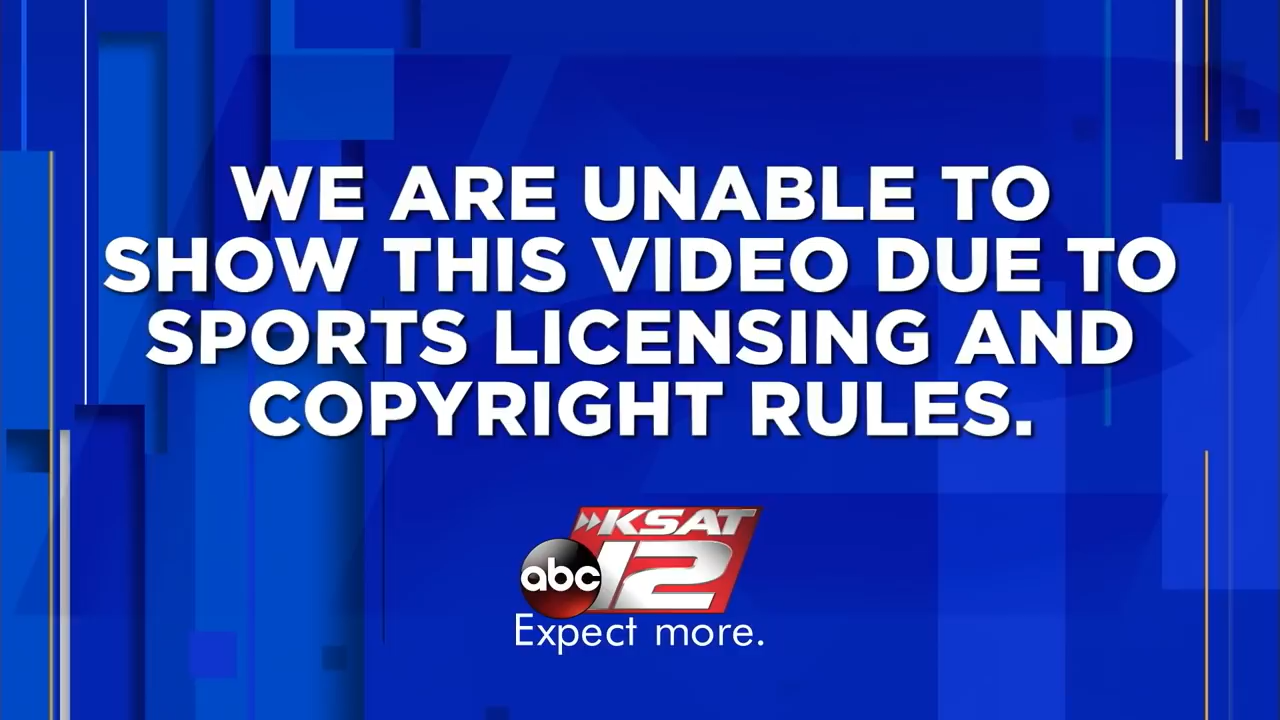 WE ARE UNABLE TO
SHOW THIS VIDEO DUE TO
SPORTS LICENSING AND
COPYRIGHT RULES.
KSAT
abc 12
Expect more.